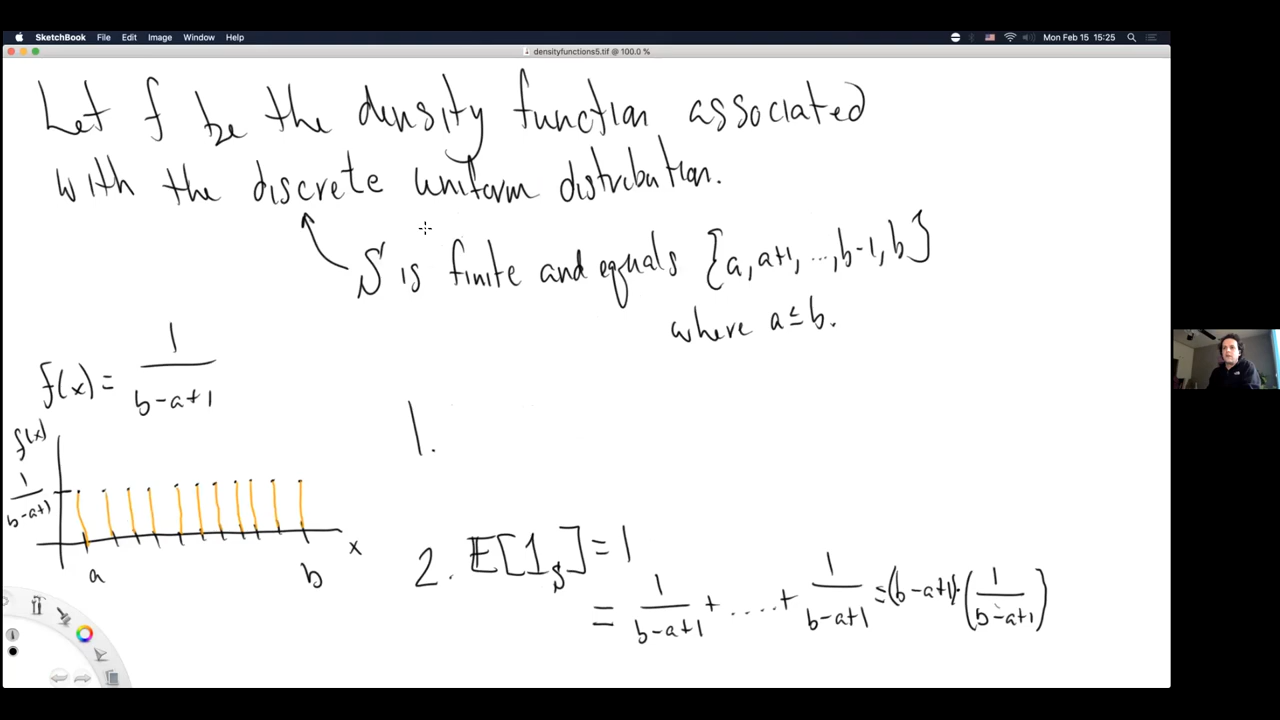 SketchBook File Edit Image Window Help Mon Feb 15 15:25
densityfunctions5.tif @ 100.0 %
Let f be the density function associated
with the discrete uniform distribution.
S is finite and equals {a, a+1, ..., b-1, b}
where a ≤ b.
f(x) = 1/(b-a+1)
1.
f(x)
1/(b-a+1)
a b x
2. E[1_S] = 1
= 1/(b-a+1) + .... + 1/(b-a+1) = (b-a+1)·(1/(b-a+1))